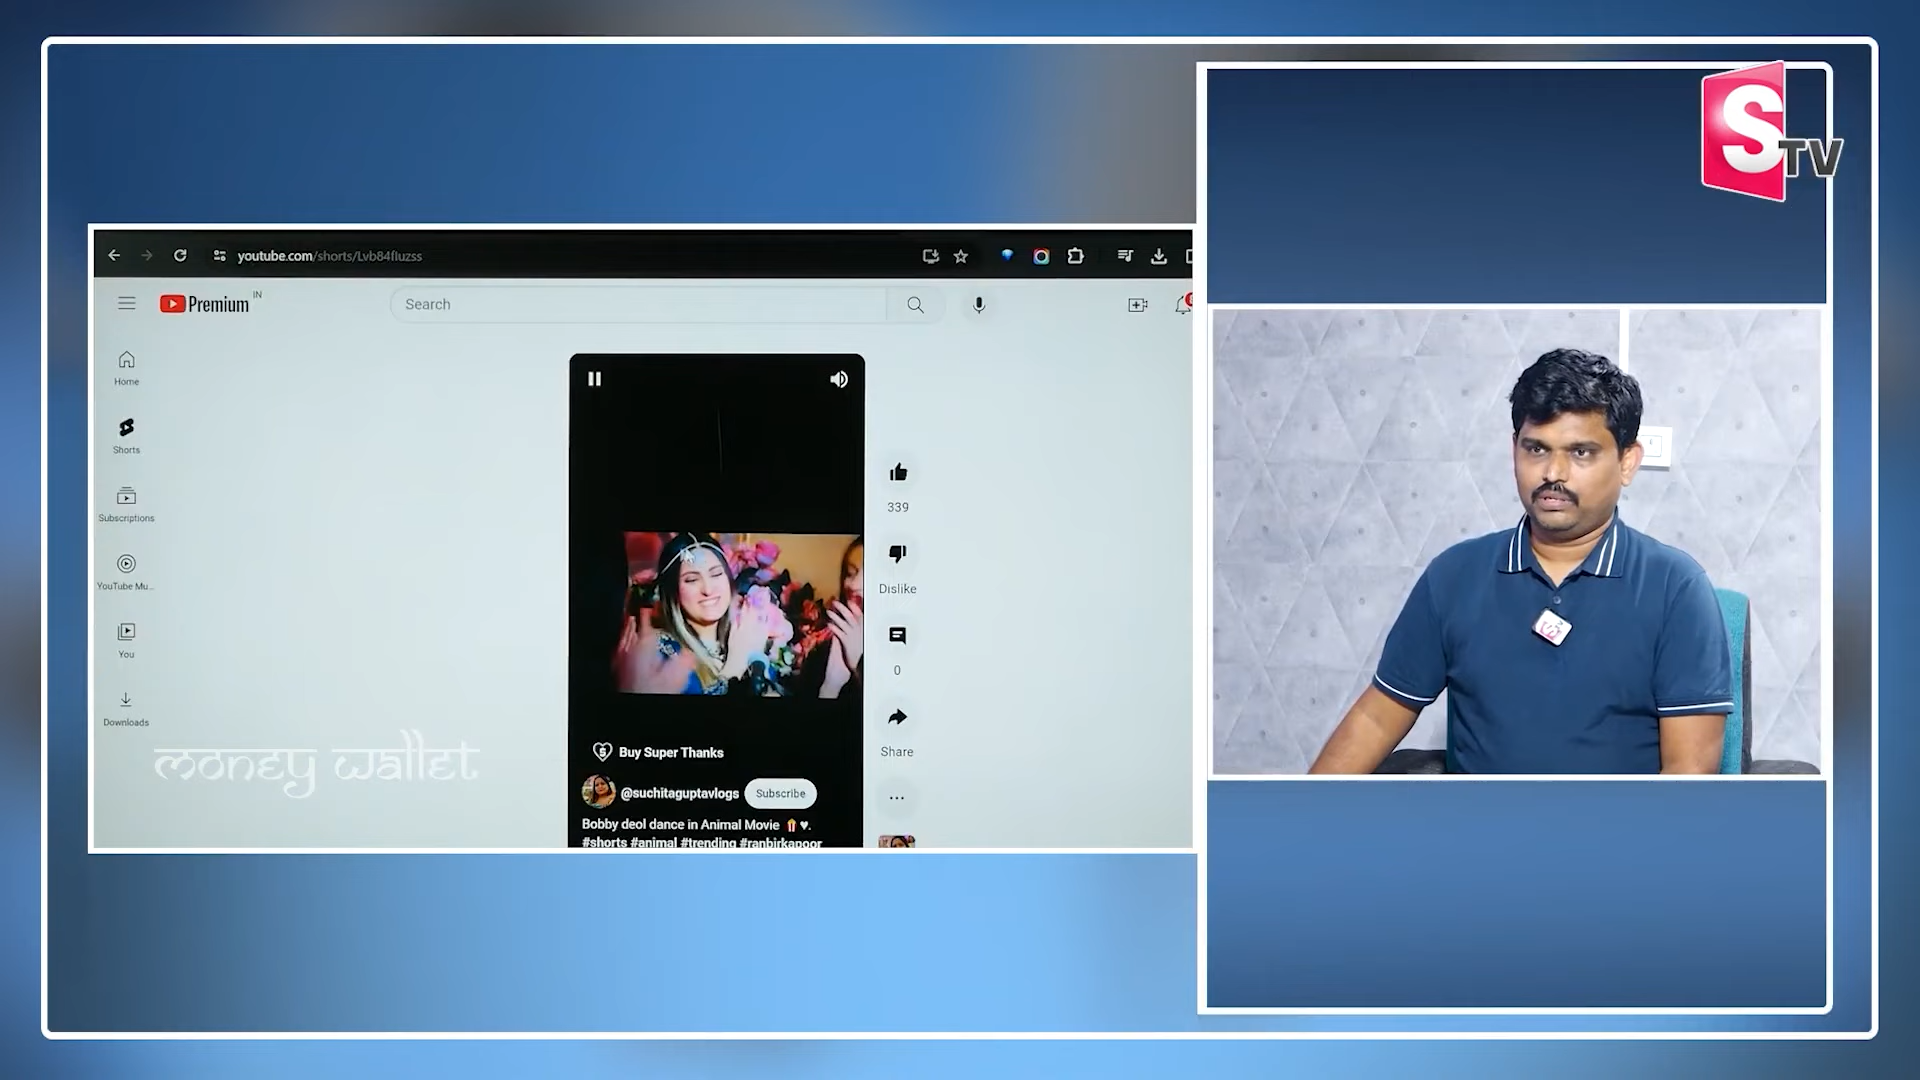 S TV
youtube.com/shorts/Lvb84fluzss
Premium IN
Search
Home
Shorts
Subscriptions
YouTube Mu...
You
Downloads
339
Dislike
0
Share
Buy Super Thanks
@suchitaguptavlogs Subscribe
Bobby deol dance in Animal Movie 🍿♥.
#shorts #animal #trending #ranbirkapoor
money wallet